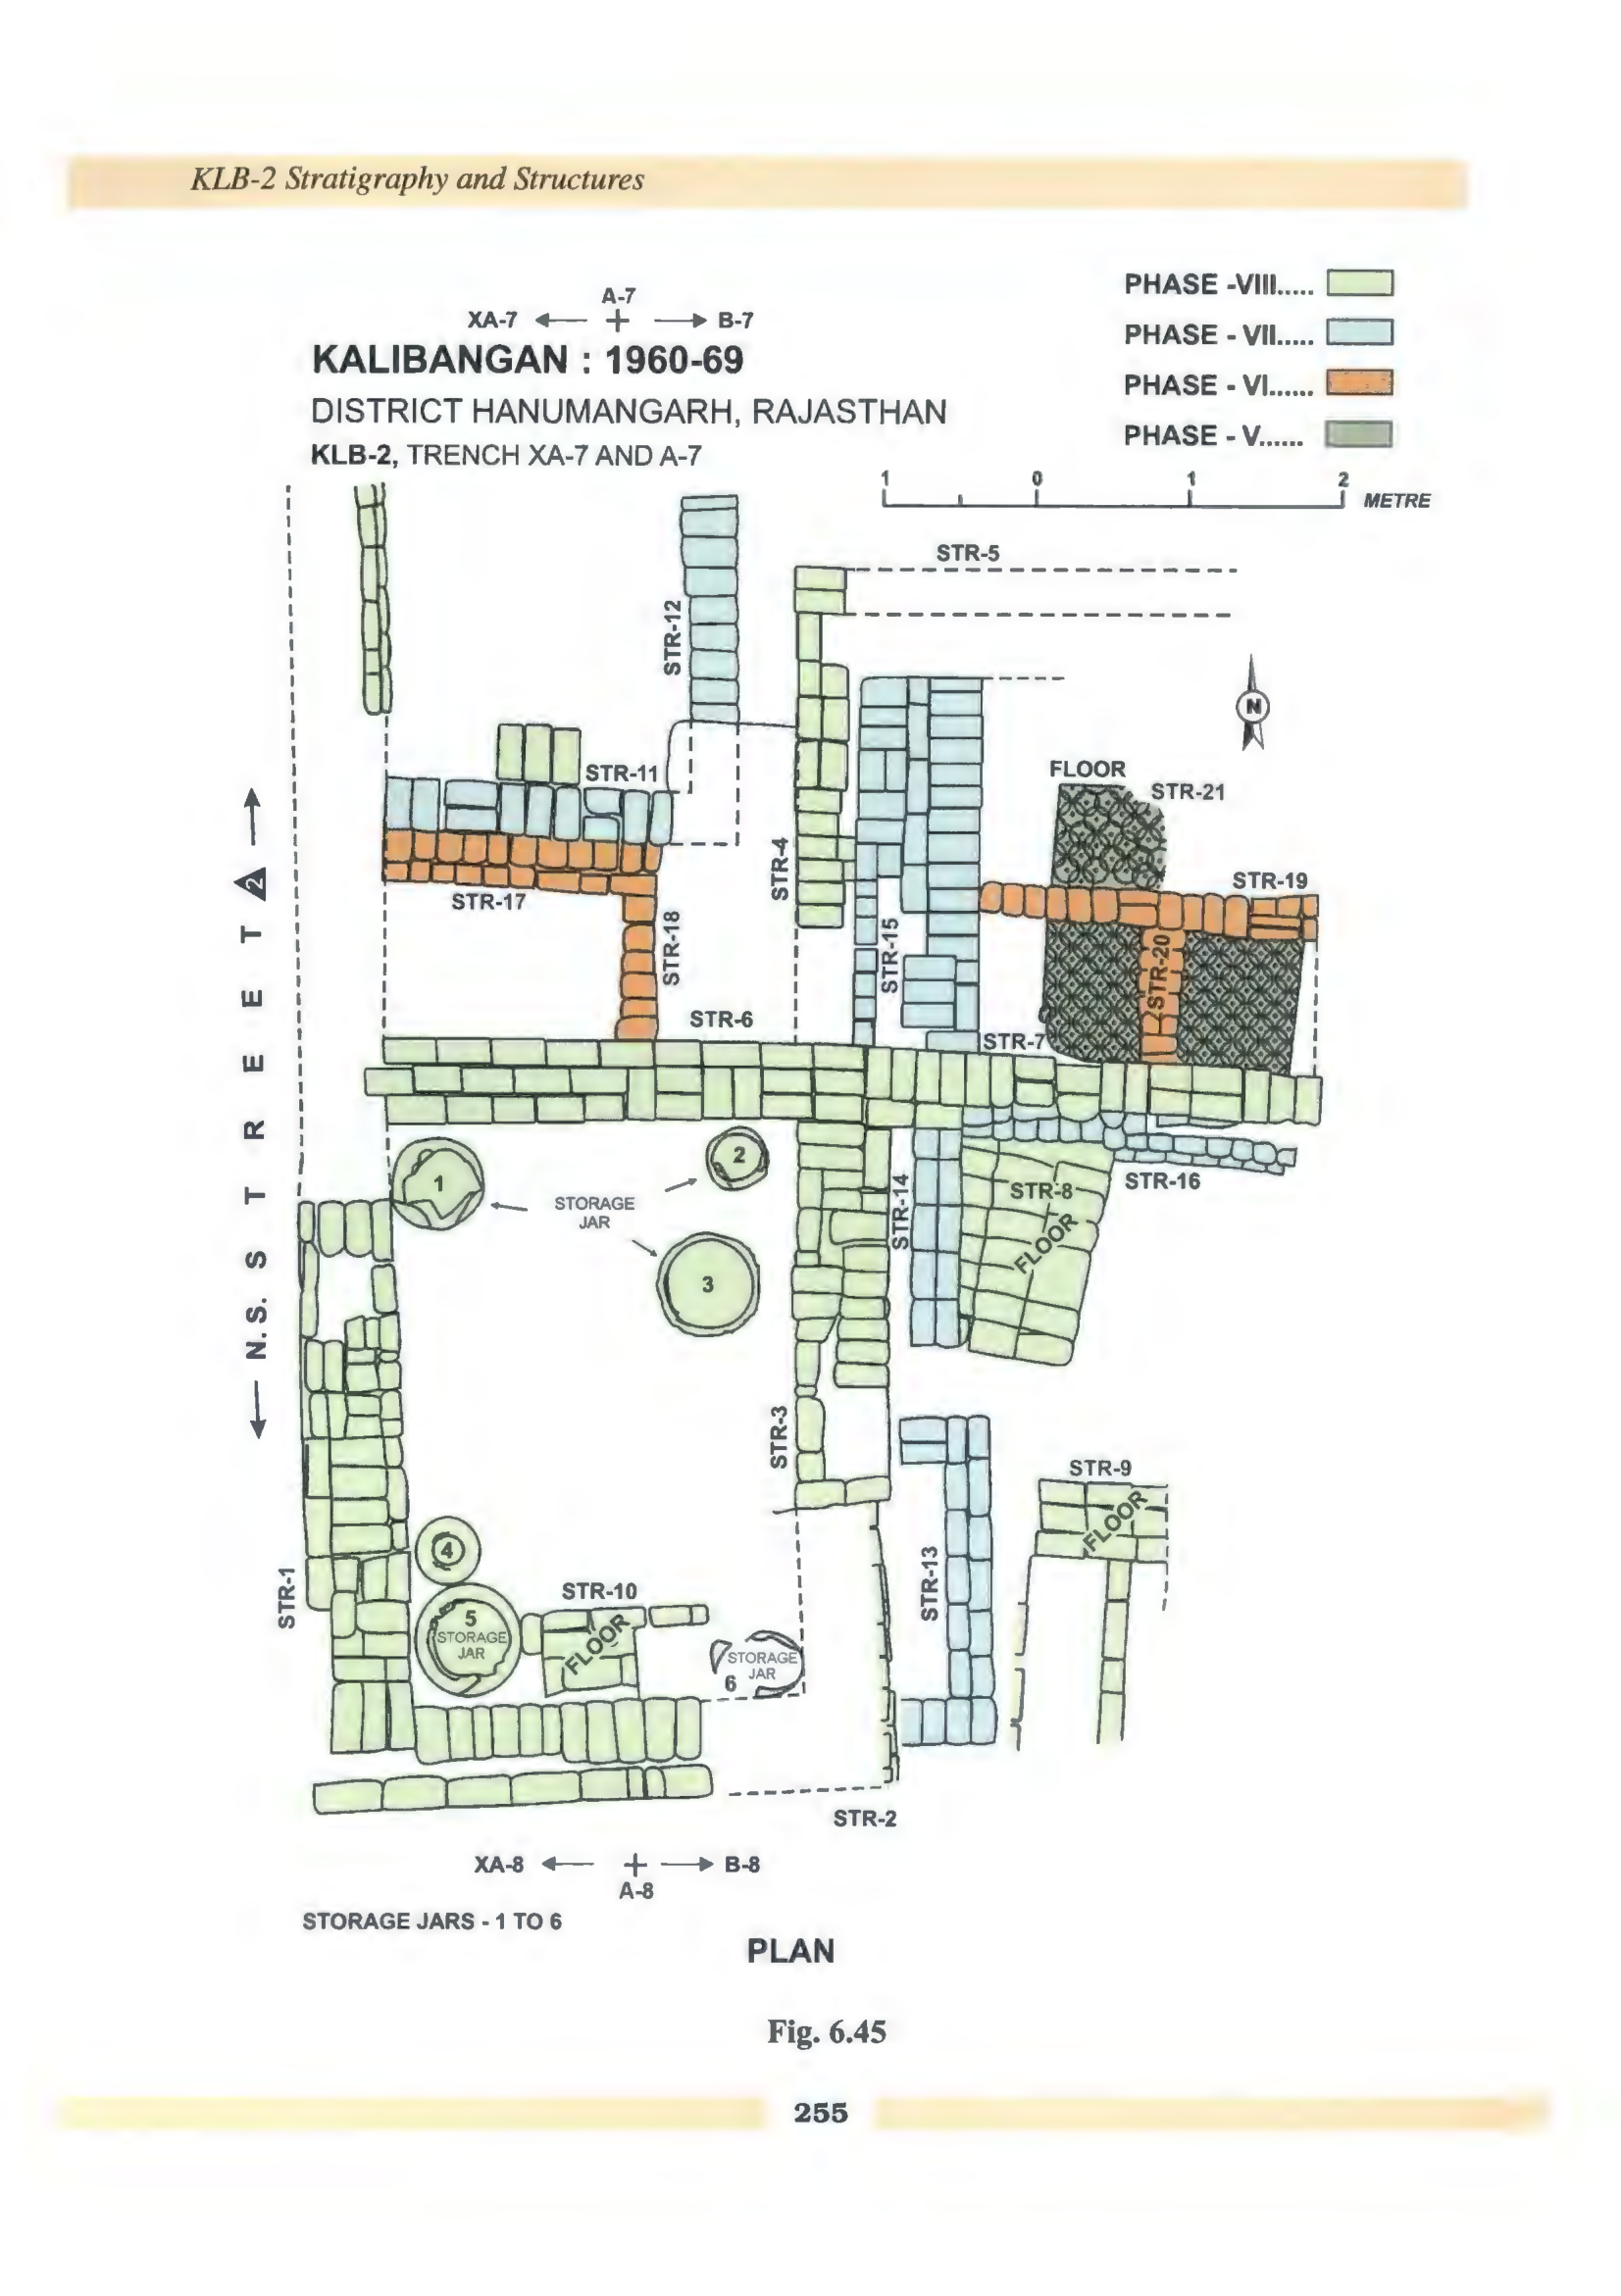 KLB-2 Stratigraphy and Structures
PHASE -VIII.....
PHASE - VII.....
PHASE - VI......
PHASE - V......
A-7
XA-7 B-7
KALIBANGAN : 1960-69
DISTRICT HANUMANGARH, RAJASTHAN
KLB-2, TRENCH XA-7 AND A-7
1 0 1 2
METRE
STR-5
STR-12
N
STR-11
FLOOR
STR-21
STR-4
STR-19
STR-17
STR-18
STR-15
STR-20
STR-6
STR-7
N.S. STREET 2
1
2
STORAGE
JAR
3
STR-14
STR-8
FLOOR
STR-16
STR-3
STR-9
FLOOR
4
STR-1
STR-10
FLOOR
5
STORAGE
JAR
STORAGE
JAR
6
STR-13
STR-2
XA-8 B-8
A-8
STORAGE JARS - 1 TO 6
PLAN
Fig. 6.45
255